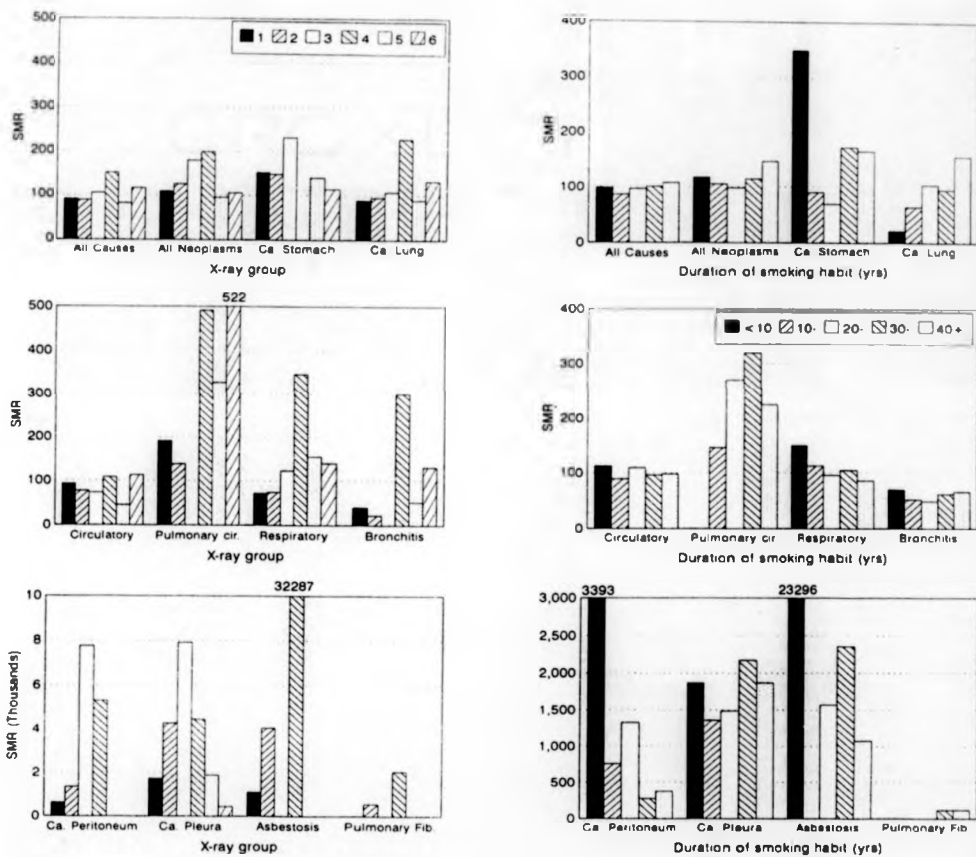 500
400
300
200
100
0
SMR
1 2 3 4 5 6
All Causes All Neoplasms Ca Stomach Ca Lung
X-ray group
400
300
200
100
0
SMR
All Causes All Neoplasms Ca Stomach Ca Lung
Duration of smoking habit (yrs)
522
500
400
300
200
100
0
SMR
Circulatory Pulmonary cir. Respiratory Bronchitis
X-ray group
400
300
200
100
0
SMR
<10 10- 20- 30- 40+
Circulatory Pulmonary cir Respiratory Bronchitis
Duration of smoking habit (yrs)
32287
10
8
6
4
2
0
SMR (Thousands)
Ca. Peritoneum Ca. Pleura Asbestosis Pulmonary Fib.
X-ray group
3393 23296
3,000
2,500
2,000
1,500
1,000
500
0
Ca Peritoneum Ca Pleura Asbestosis Pulmonary Fib
Duration of smoking habit (yrs)